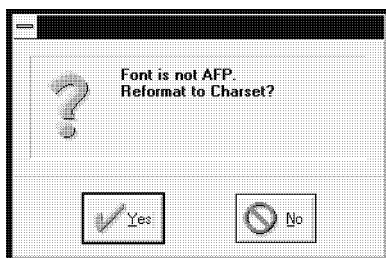 Font is not AFP.
Reformat to Charset?
Yes
No